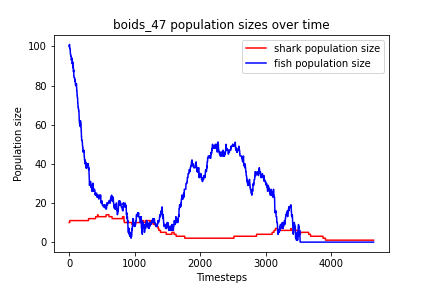 boids_47 population sizes over time
shark population size
fish population size
Population size
100
80
60
40
20
0
0 1000 2000 3000 4000
Timesteps